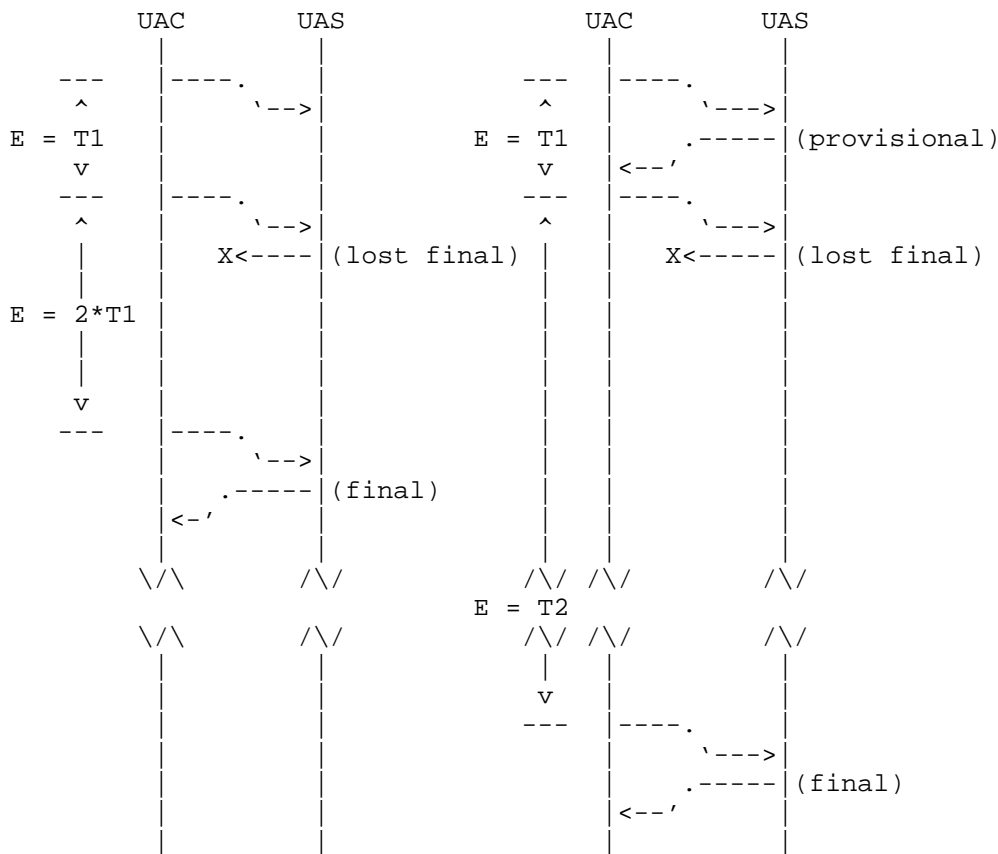 UAC UAS UAC UAS
| | | |
--- |----. | --- |----. |
^ | `-->| ^ | `--->|
E = T1 | | E = T1 | .-----|(provisional)
v | | v |<--' |
--- |----. | --- |----. |
^ | `-->| ^ | `--->|
| | X<----|(lost final) | | X<-----|(lost final)
| | | | | |
E = 2*T1 | | | | |
| | | | | |
| | | | | |
v | | | | |
--- |----. | | | |
| `-->| | | |
| .-----|(final) | | |
|<-' | | | |
| | | | |
\/\ /\/ /\/ /\/ /\/
E = T2
\/\ /\/ /\/ /\/ /\/
| | | | |
| | v | |
| | --- |----. |
| | | `--->|
| | | .-----|(final)
| | |<--' |
| | | |